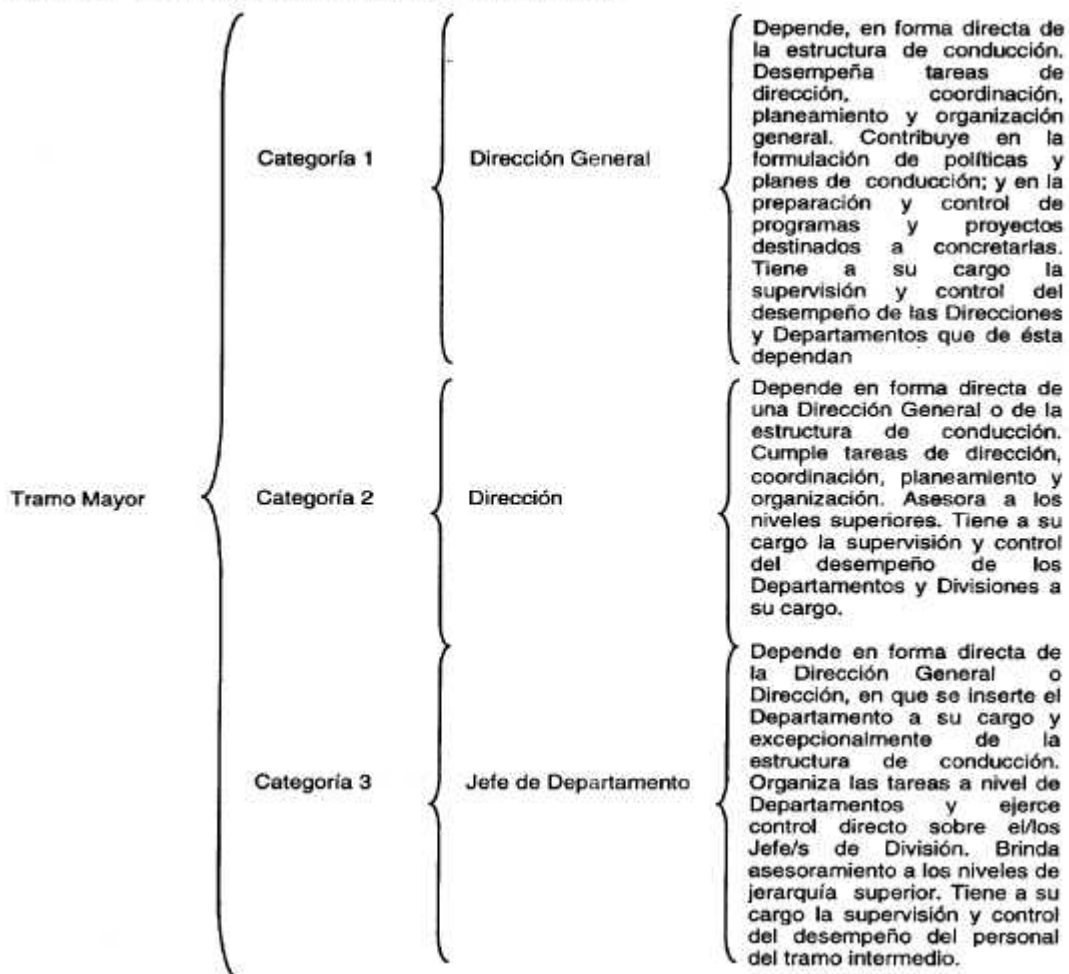 Tramo Mayor
Categoría 1
Dirección General
Depende, en forma directa de
la estructura de conducción.
Desempeña tareas de
dirección, coordinación,
planeamiento y organización
general. Contribuye en la
formulación de políticas y
planes de conducción; y en la
preparación y control de
programas y proyectos
destinados a concretarlas.
Tiene a su cargo la
supervisión y control del
desempeño de las Direcciones
y Departamentos que de ésta
dependan
Categoría 2
Dirección
Depende en forma directa de
una Dirección General o de la
estructura de conducción.
Cumple tareas de dirección,
coordinación, planeamiento y
organización. Asesora a los
niveles superiores. Tiene a su
cargo la supervisión y control
del desempeño de los
Departamentos y Divisiones a
su cargo.
Categoría 3
Jefe de Departamento
Depende en forma directa de
la Dirección General o
Dirección, en que se inserte el
Departamento a su cargo y
excepcionalmente de la
estructura de conducción.
Organiza las tareas a nivel de
Departamentos y ejerce
control directo sobre el/los
Jefe/s de División. Brinda
asesoramiento a los niveles de
jerarquía superior. Tiene a su
cargo la supervisión y control
del desempeño del personal
del tramo intermedio.